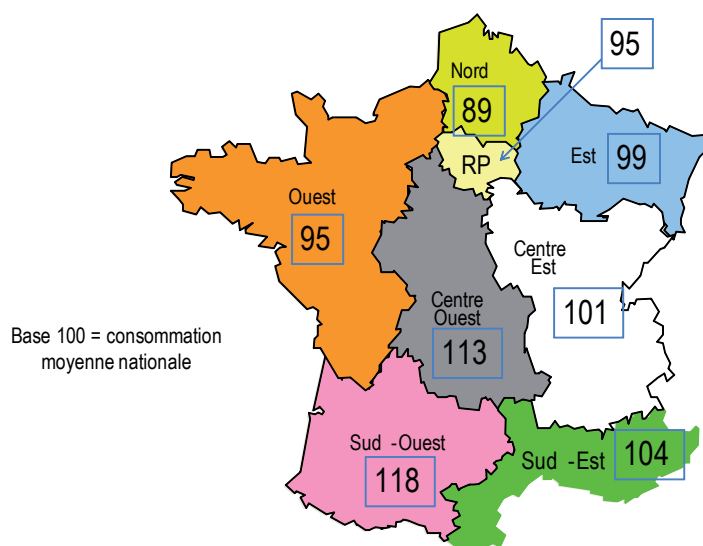 95
Nord
89
RP
Est
99
Ouest
95
Centre
Est
101
Centre
Ouest
113
Base 100 = consommation
moyenne nationale
Sud -Ouest
118
Sud -Est
104